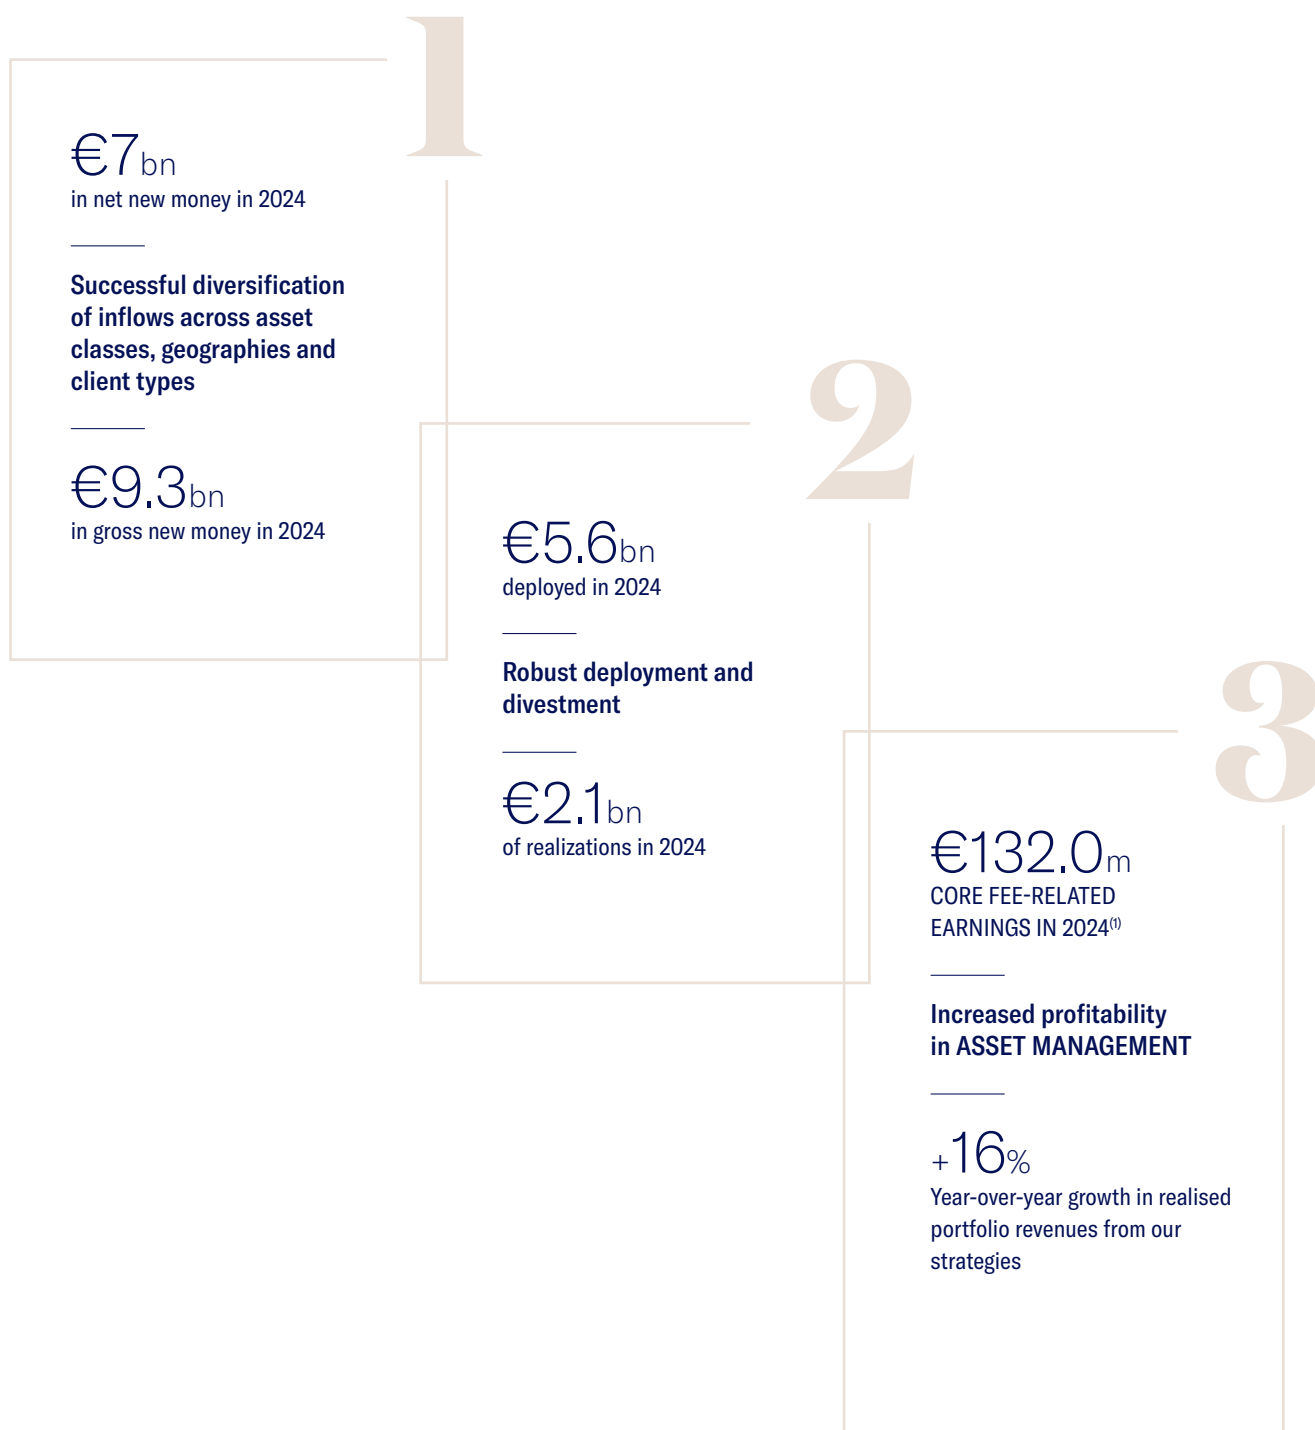 1
€7bn
in net new money in 2024
Successful diversification
of inflows across asset
classes, geographies and
client types
€9.3bn
in gross new money in 2024
2
€5.6bn
deployed in 2024
Robust deployment and
divestment
€2.1bn
of realizations in 2024
3
€132.0m
CORE FEE-RELATED
EARNINGS IN 2024(1)
Increased profitability
in ASSET MANAGEMENT
+16%
Year-over-year growth in realised
portfolio revenues from our
strategies